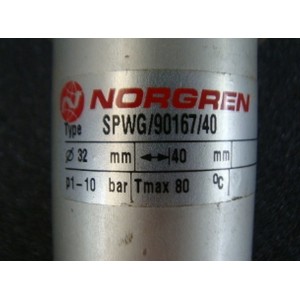 NORGREN
Type SPWG/90167/40
ø 32 mm ↔ 40 mm
p1-10 bar Tmax 80 °C